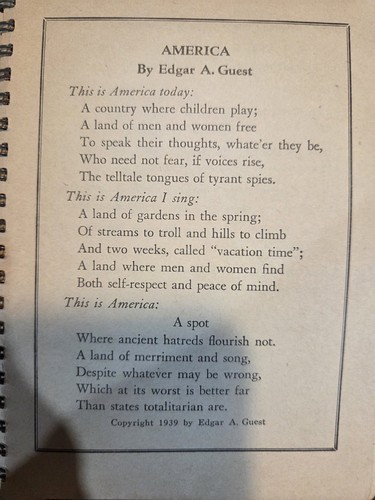 AMERICA
By Edgar A. Guest
This is America today:
A country where children play;
A land of men and women free
To speak their thoughts, whate'er they be,
Who need not fear, if voices rise,
The telltale tongues of tyrant spies.
This is America I sing:
A land of gardens in the spring;
Of streams to troll and hills to climb
And two weeks, called "vacation time";
A land where men and women find
Both self-respect and peace of mind.
This is America:
A spot
Where ancient hatreds flourish not.
A land of merriment and song,
Despite whatever may be wrong,
Which at its worst is better far
Than states totalitarian are.
Copyright 1939 by Edgar A. Guest